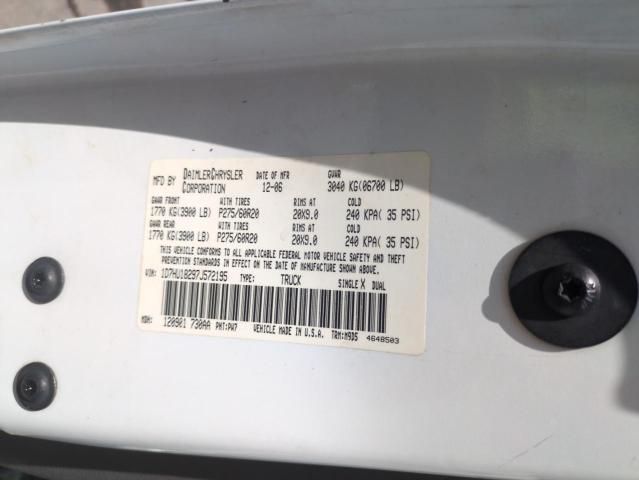 MFD BY DAIMLERCHRYSLER CORPORATION DATE OF MFR 12-06 GVWR 3040 KG(06700 LB)
GAWR FRONT WITH TIRES RIMS AT COLD
1770 KG(3900 LB) P275/60R20 20X9.0 240 KPA( 35 PSI)
GAWR REAR WITH TIRES RIMS AT COLD
1770 KG(3900 LB) P275/60R20 20X9.0 240 KPA( 35 PSI)
THIS VEHICLE CONFORMS TO ALL APPLICABLE FEDERAL MOTOR VEHICLE SAFETY AND THEFT
PREVENTION STANDARDS IN EFFECT ON THE DATE OF MANUFACTURE SHOWN ABOVE.
VIN: 1D7HU18297J572195 TYPE: TRUCK SINGLE X DUAL
MDH: 120901 730AA PNT:PW7 VEHICLE MADE IN U.S.A. TRM:M9D5 4648503